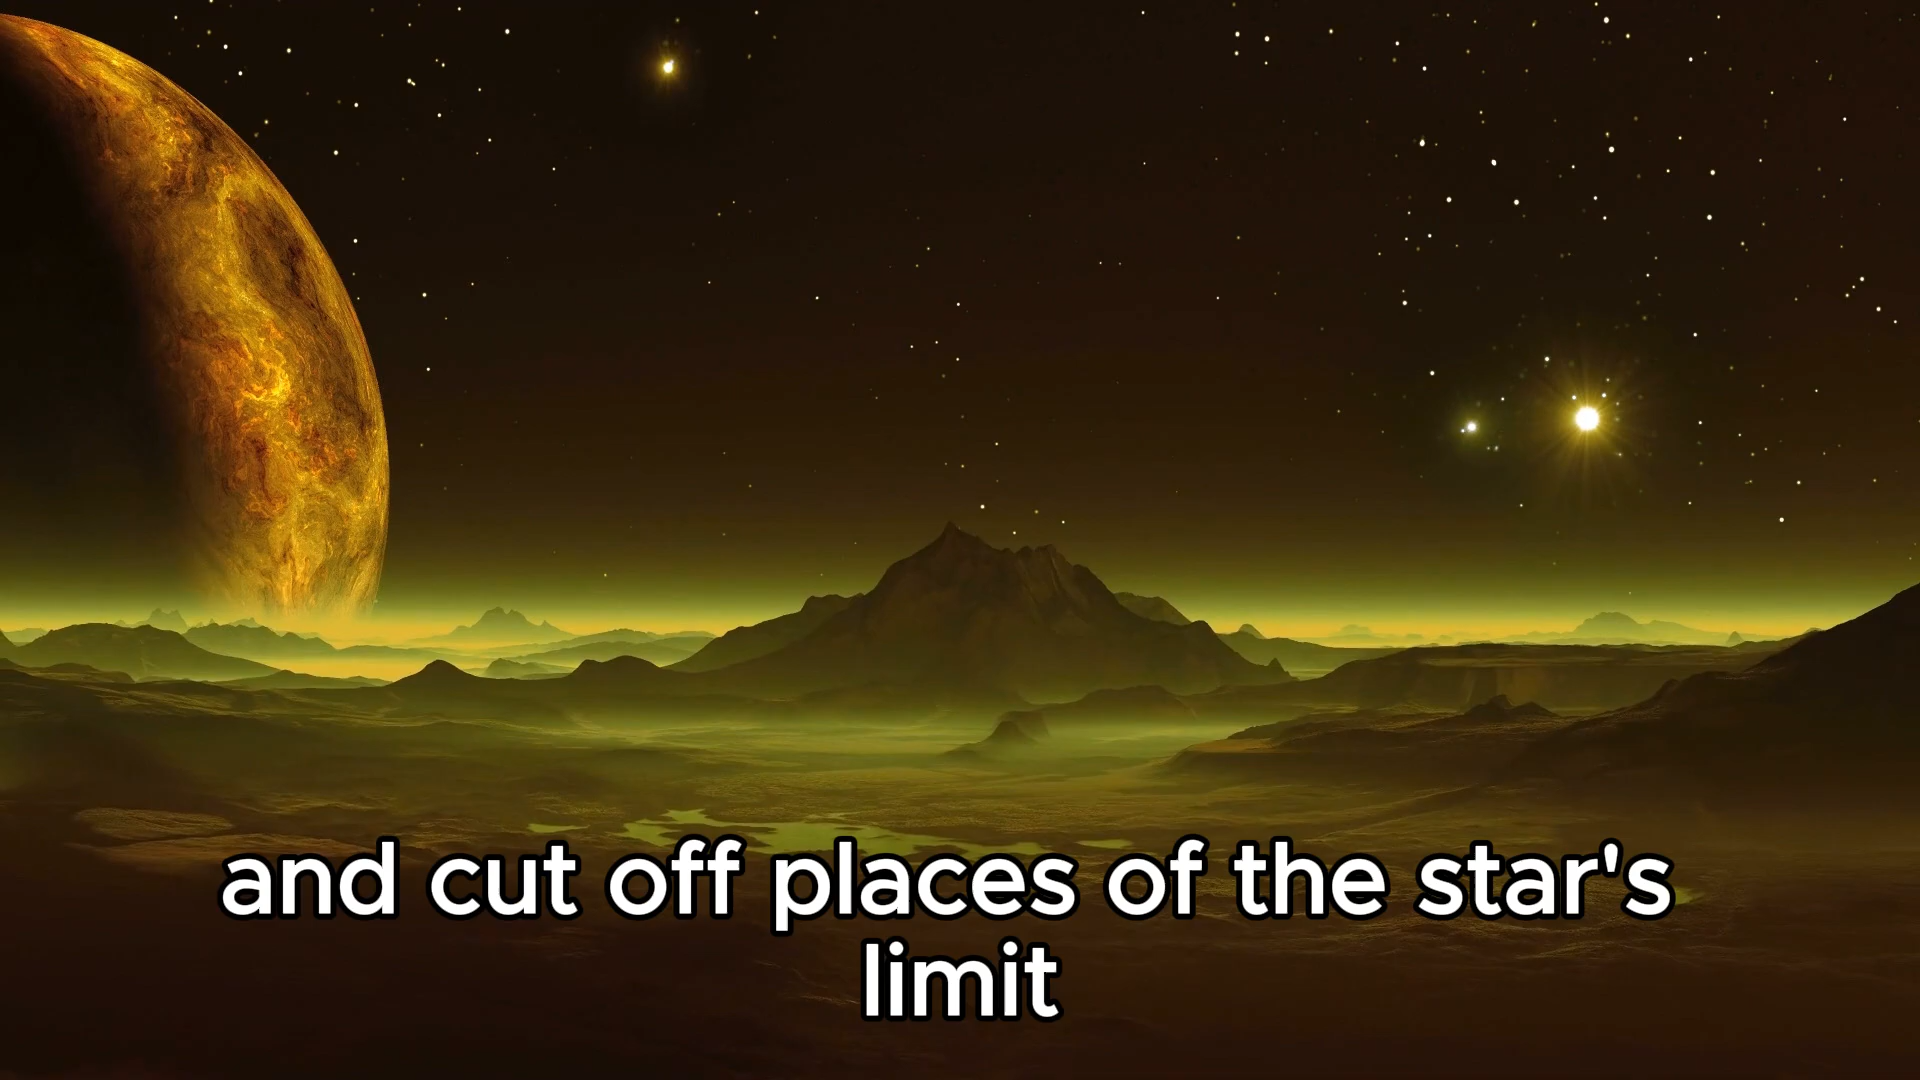 and cut off places of the star's
limit